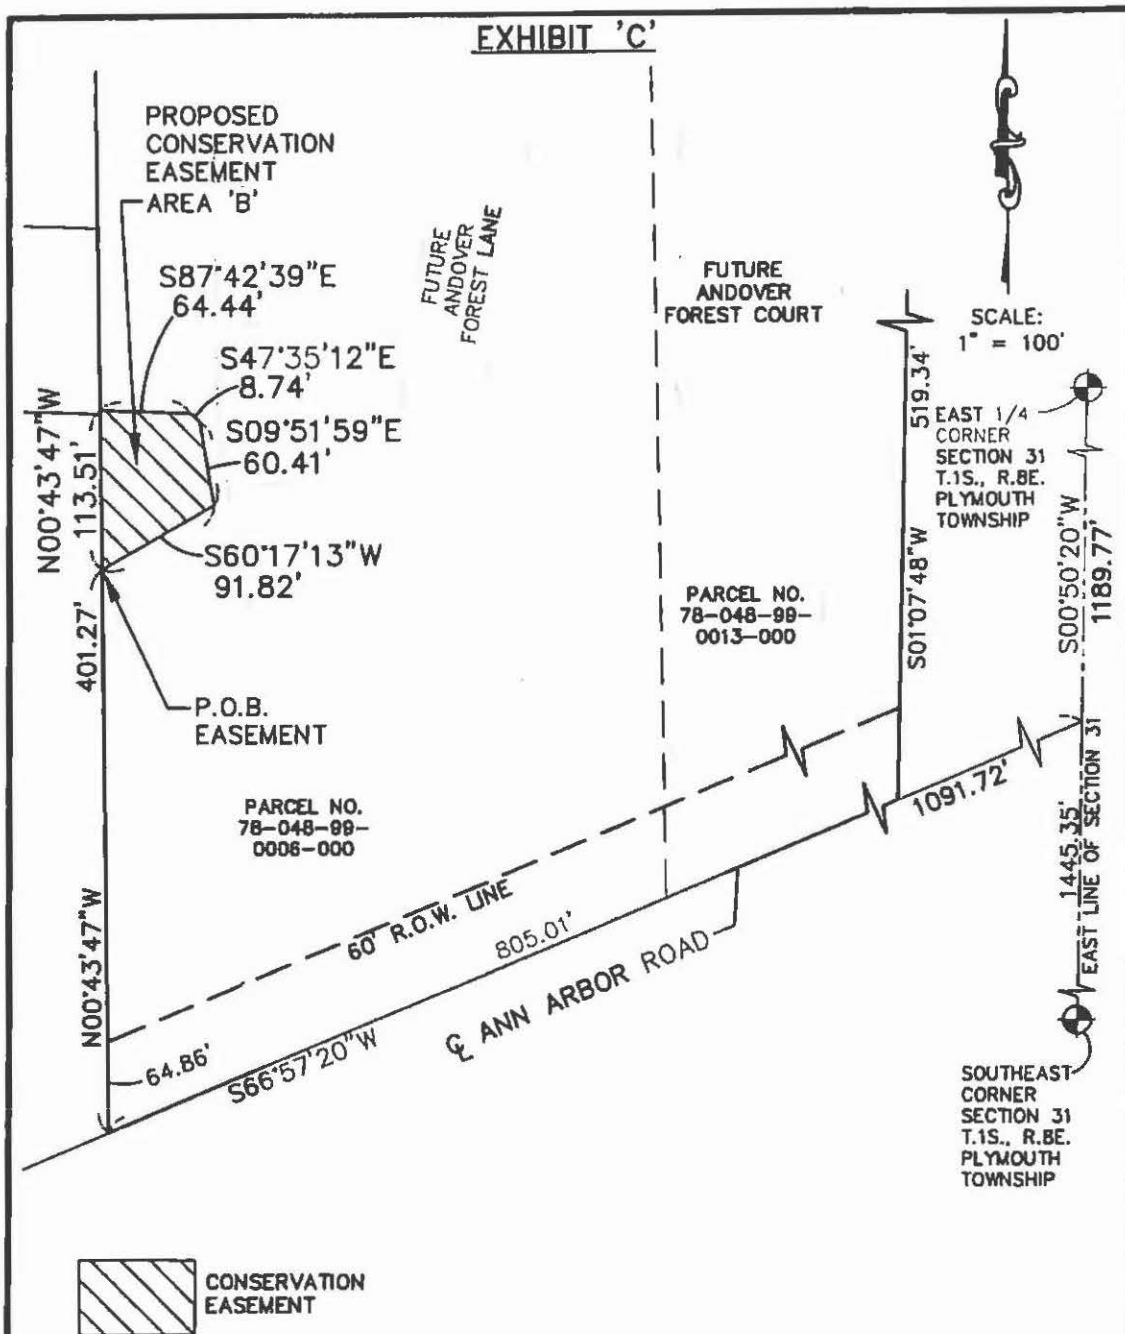 EXHIBIT 'C'
PROPOSED
CONSERVATION
EASEMENT
AREA 'B'
S87°42'39"E
64.44'
S47°35'12"E
8.74'
S09°51'59"E
60.41'
S60°17'13"W
91.82'
N00°43'47"W
113.51'
401.27'
P.O.B.
EASEMENT
FUTURE
ANDOVER
FOREST LANE
FUTURE
ANDOVER
FOREST COURT
SCALE:
1" = 100'
519.34'
S01°07'48"W
EAST 1/4
CORNER
SECTION 31
T.1S., R.8E.
PLYMOUTH
TOWNSHIP
S00°50'20"W
1189.77'
PARCEL NO.
78-048-99-
0013-000
PARCEL NO.
78-048-99-
0006-000
N00°43'47"W
64.86'
60' R.O.W. LINE
805.01'
S66°57'20"W
℄ ANN ARBOR ROAD
1091.72'
1445.35'
EAST LINE OF SECTION 31
SOUTHEAST
CORNER
SECTION 31
T.1S., R.8E.
PLYMOUTH
TOWNSHIP
CONSERVATION
EASEMENT